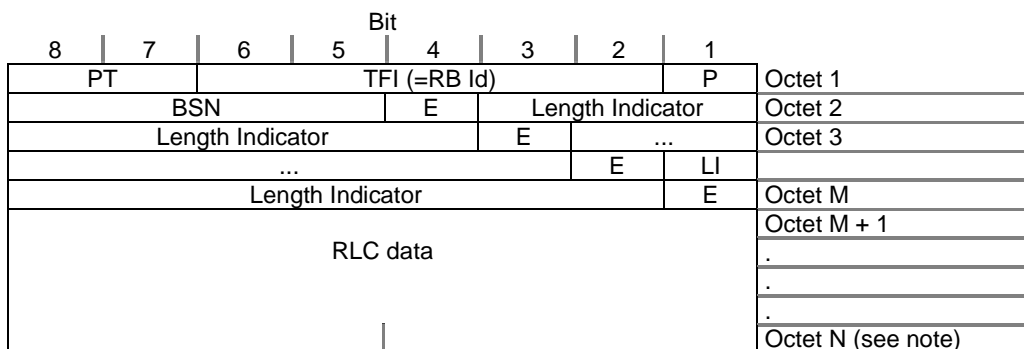 Bit
8 7 6 5 4 3 2 1
PT TFI (=RB Id) P Octet 1
BSN E Length Indicator Octet 2
Length Indicator E ... Octet 3
... E LI
Length Indicator E Octet M
Octet M + 1
RLC data
.
.
.
Octet N (see note)